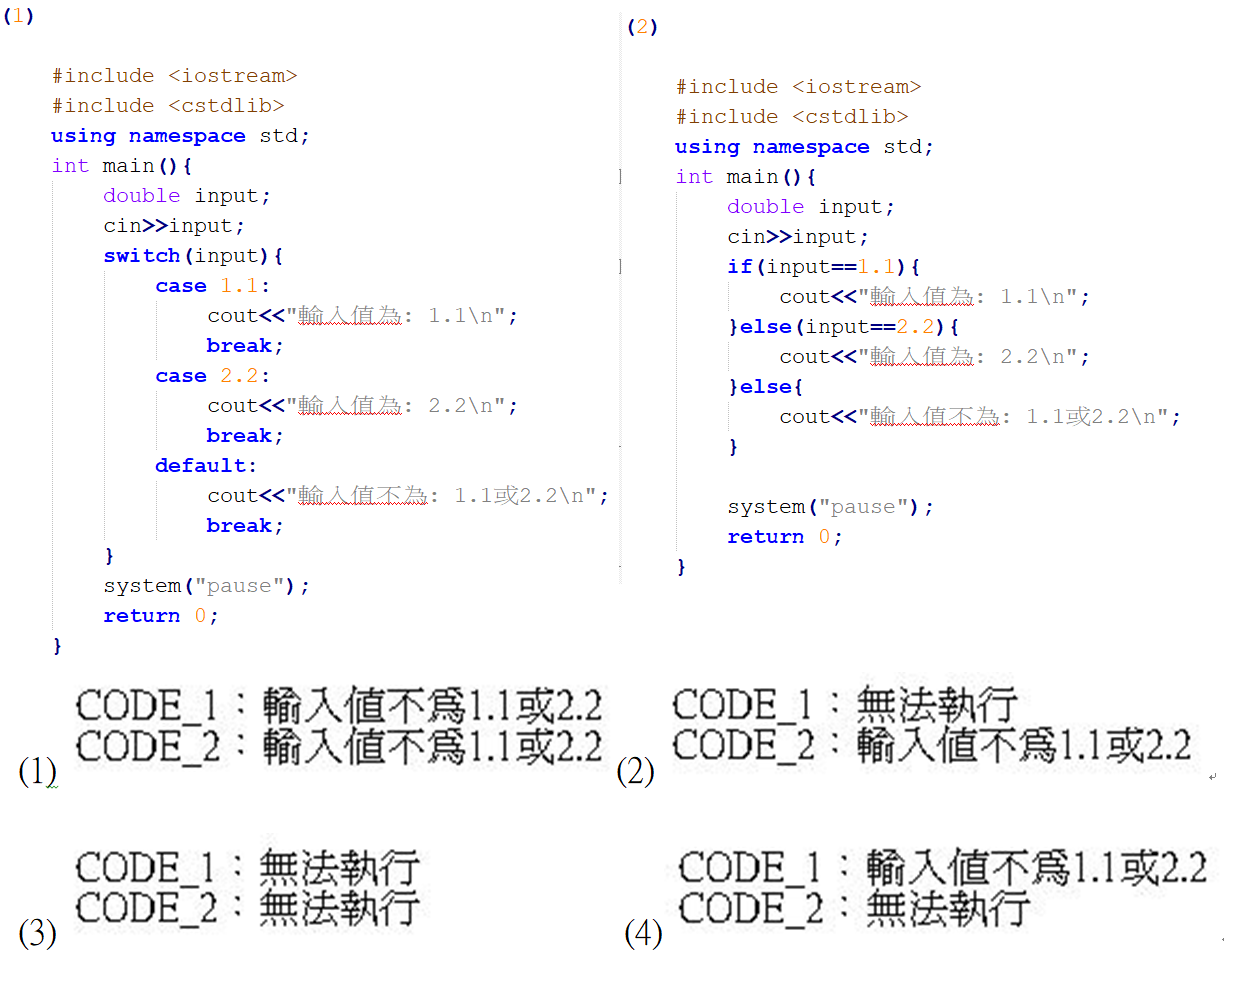 (1)
#include <iostream>
#include <cstdlib>
using namespace std;
int main(){
double input;
cin>>input;
switch(input){
case 1.1:
cout<<"輸入值為: 1.1\n";
break;
case 2.2:
cout<<"輸入值為: 2.2\n";
break;
default:
cout<<"輸入值不為: 1.1或2.2\n";
break;
}
system("pause");
return 0;
}
(2)
#include <iostream>
#include <cstdlib>
using namespace std;
int main(){
double input;
cin>>input;
if(input==1.1){
cout<<"輸入值為: 1.1\n";
}else(input==2.2){
cout<<"輸入值為: 2.2\n";
}else{
cout<<"輸入值不為: 1.1或2.2\n";
}
system("pause");
return 0;
}
(1)
CODE_1：輸入值不爲1.1或2.2
CODE_2：輸入值不爲1.1或2.2
(2)
CODE_1：無法執行
CODE_2：輸入值不爲1.1或2.2
(3)
CODE_1：無法執行
CODE_2：無法執行
(4)
CODE_1：輸入值不爲1.1或2.2
CODE_2：無法執行